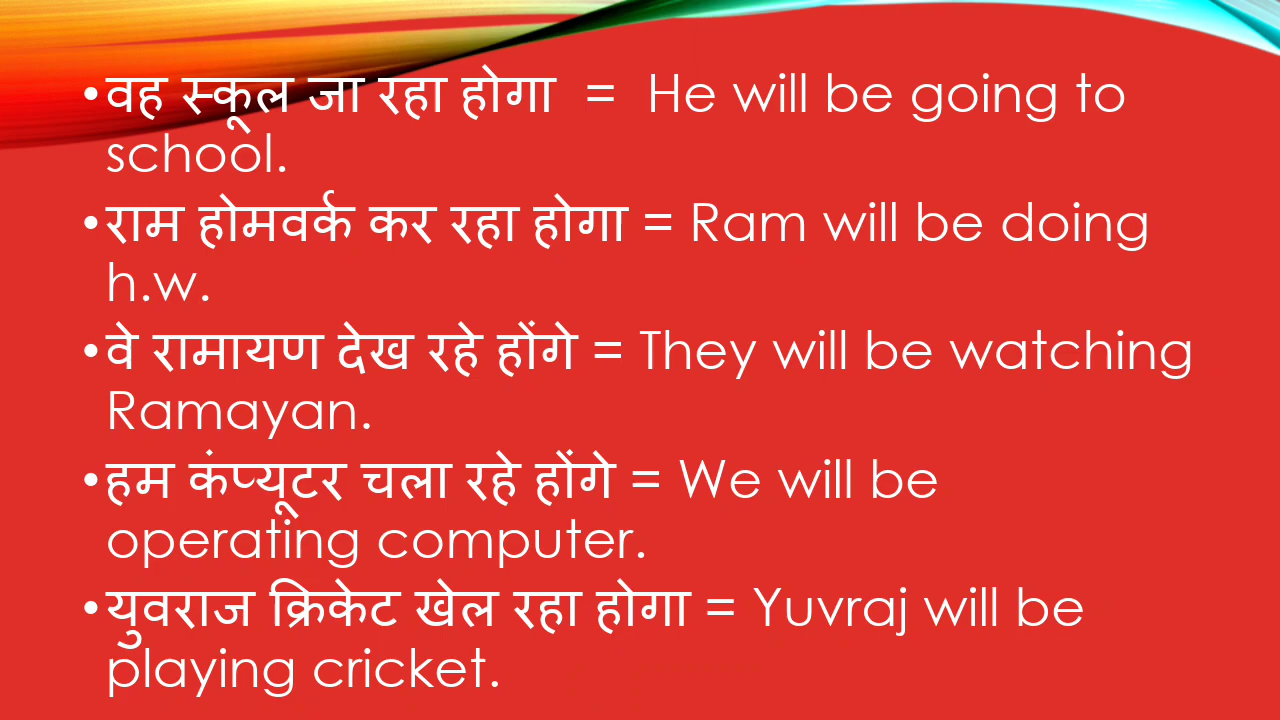 •वह स्कूल जा रहा होगा = He will be going to
school.
•राम होमवर्क कर रहा होगा = Ram will be doing
h.w.
•वे रामायण देख रहे होंगे = They will be watching
Ramayan.
•हम कंप्यूटर चला रहे होंगे = We will be
operating computer.
•युवराज क्रिकेट खेल रहा होगा = Yuvraj will be
playing cricket.